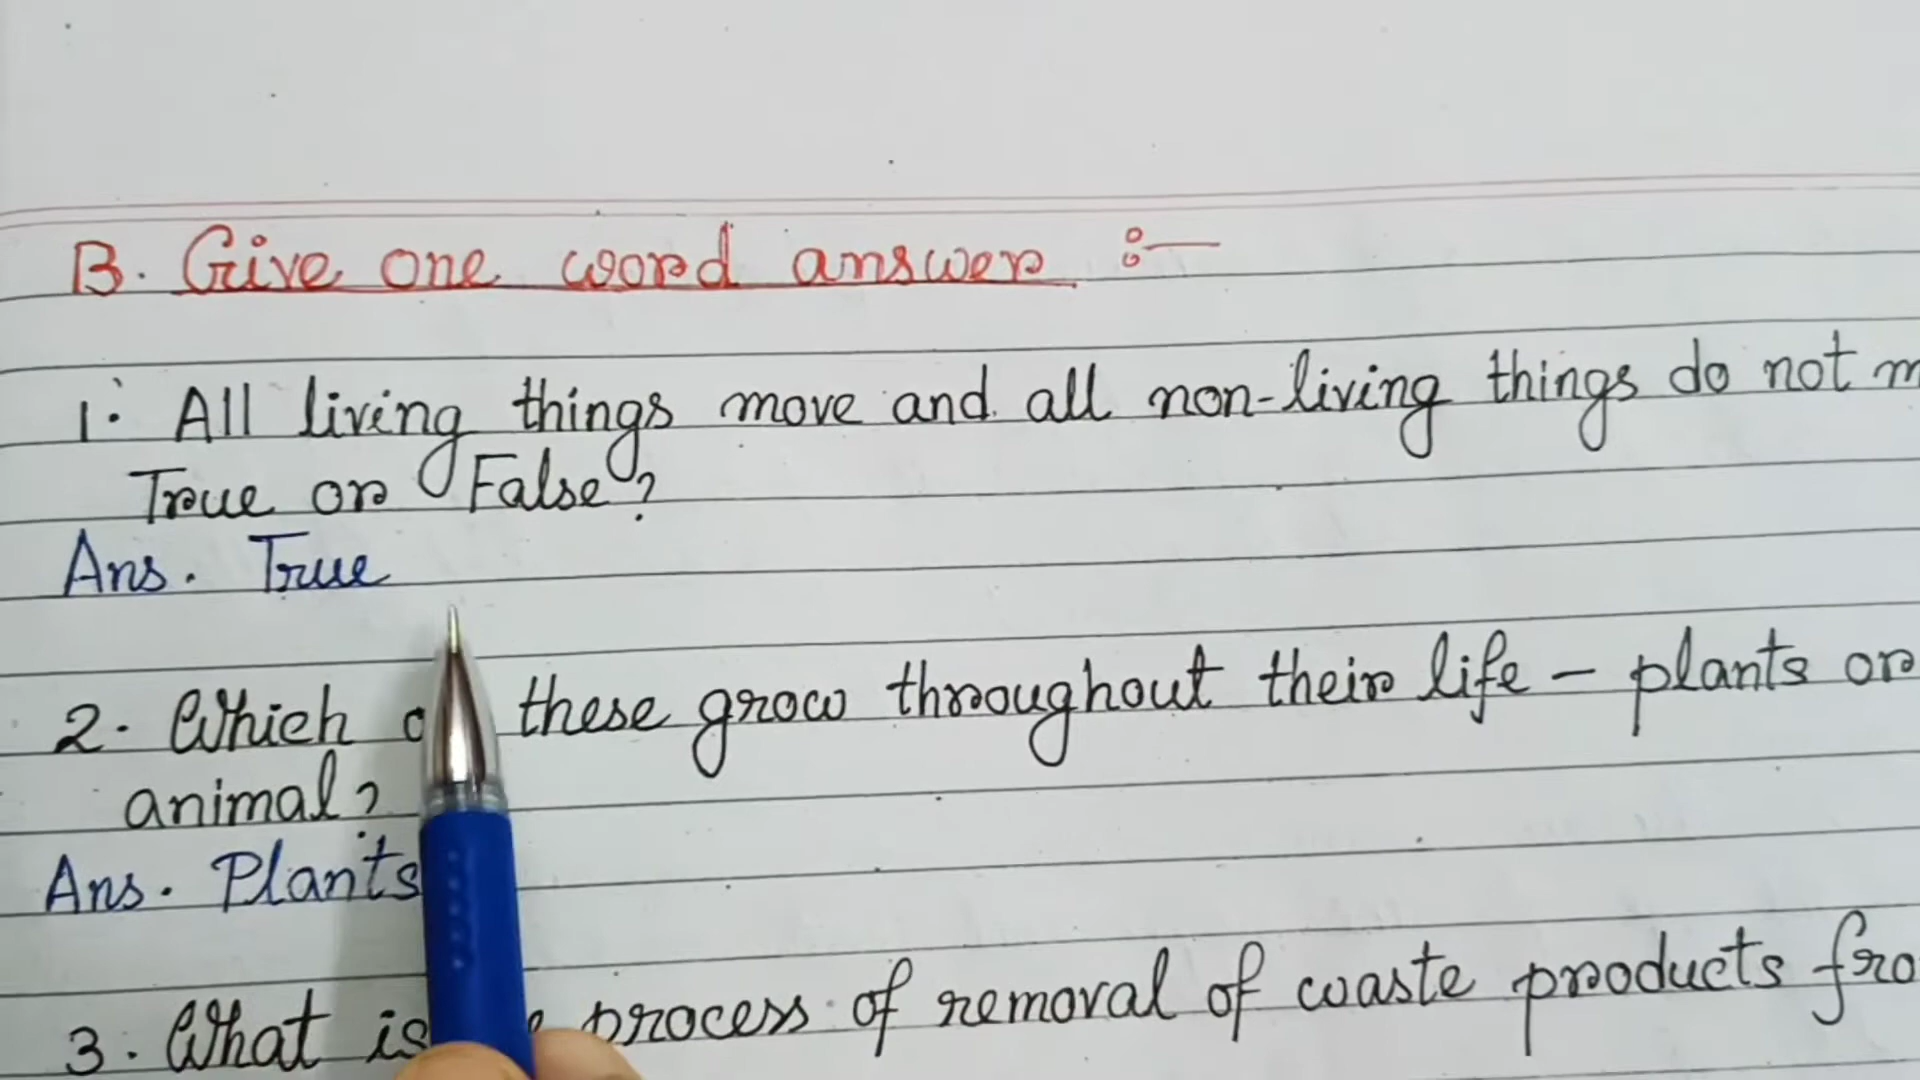 B. Give one word answer :-
1. All living things move and all non-living things do not
True or False?
Ans. True
2. Which these grow throughout their life - plants or
animal?
Ans. Plants
3. What is process of removal of waste products